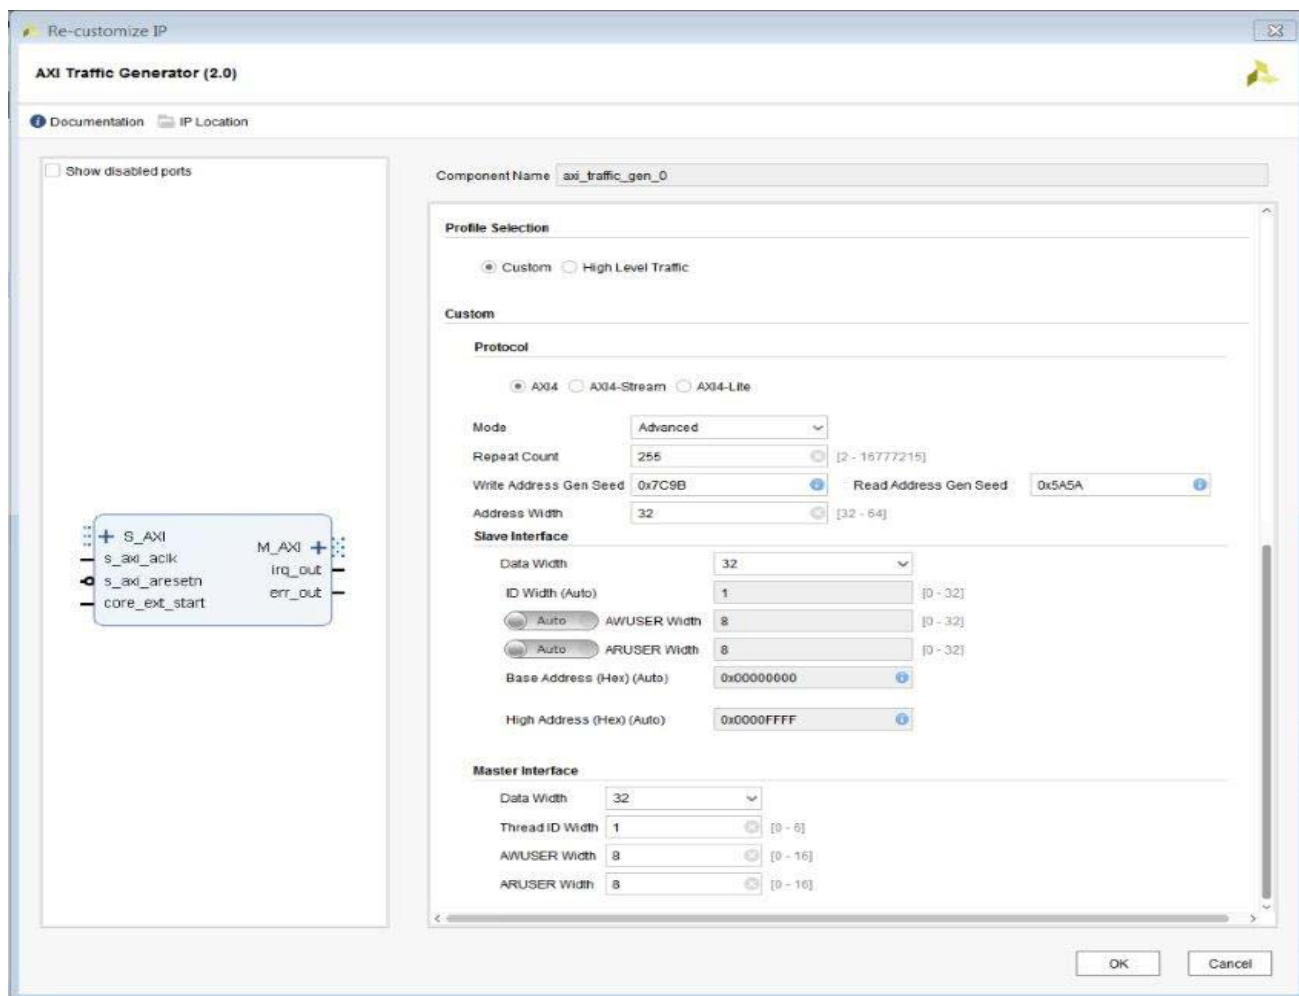 Re-customize IP
AXI Traffic Generator (2.0)
Documentation IP Location
Show disabled ports
S_AXI
s_axi_aclk
s_axi_aresetn
core_ext_start
M_AXI
irq_out
err_out
Component Name axi_traffic_gen_0
Profile Selection
Custom High Level Traffic
Custom
Protocol
AXI4 AXI4-Stream AXI4-Lite
Mode Advanced
Repeat Count 255 [2 - 16777215]
Write Address Gen Seed 0x7C9B Read Address Gen Seed 0x5A5A
Address Width 32 [32 - 64]
Slave Interface
Data Width 32
ID Width (Auto) 1 [0 - 32]
Auto AWUSER Width 8 [0 - 32]
Auto ARUSER Width 8 [0 - 32]
Base Address (Hex) (Auto) 0x00000000
High Address (Hex) (Auto) 0x0000FFFF
Master Interface
Data Width 32
Thread ID Width 1 [0 - 6]
AWUSER Width 8 [0 - 16]
ARUSER Width 8 [0 - 16]
OK Cancel